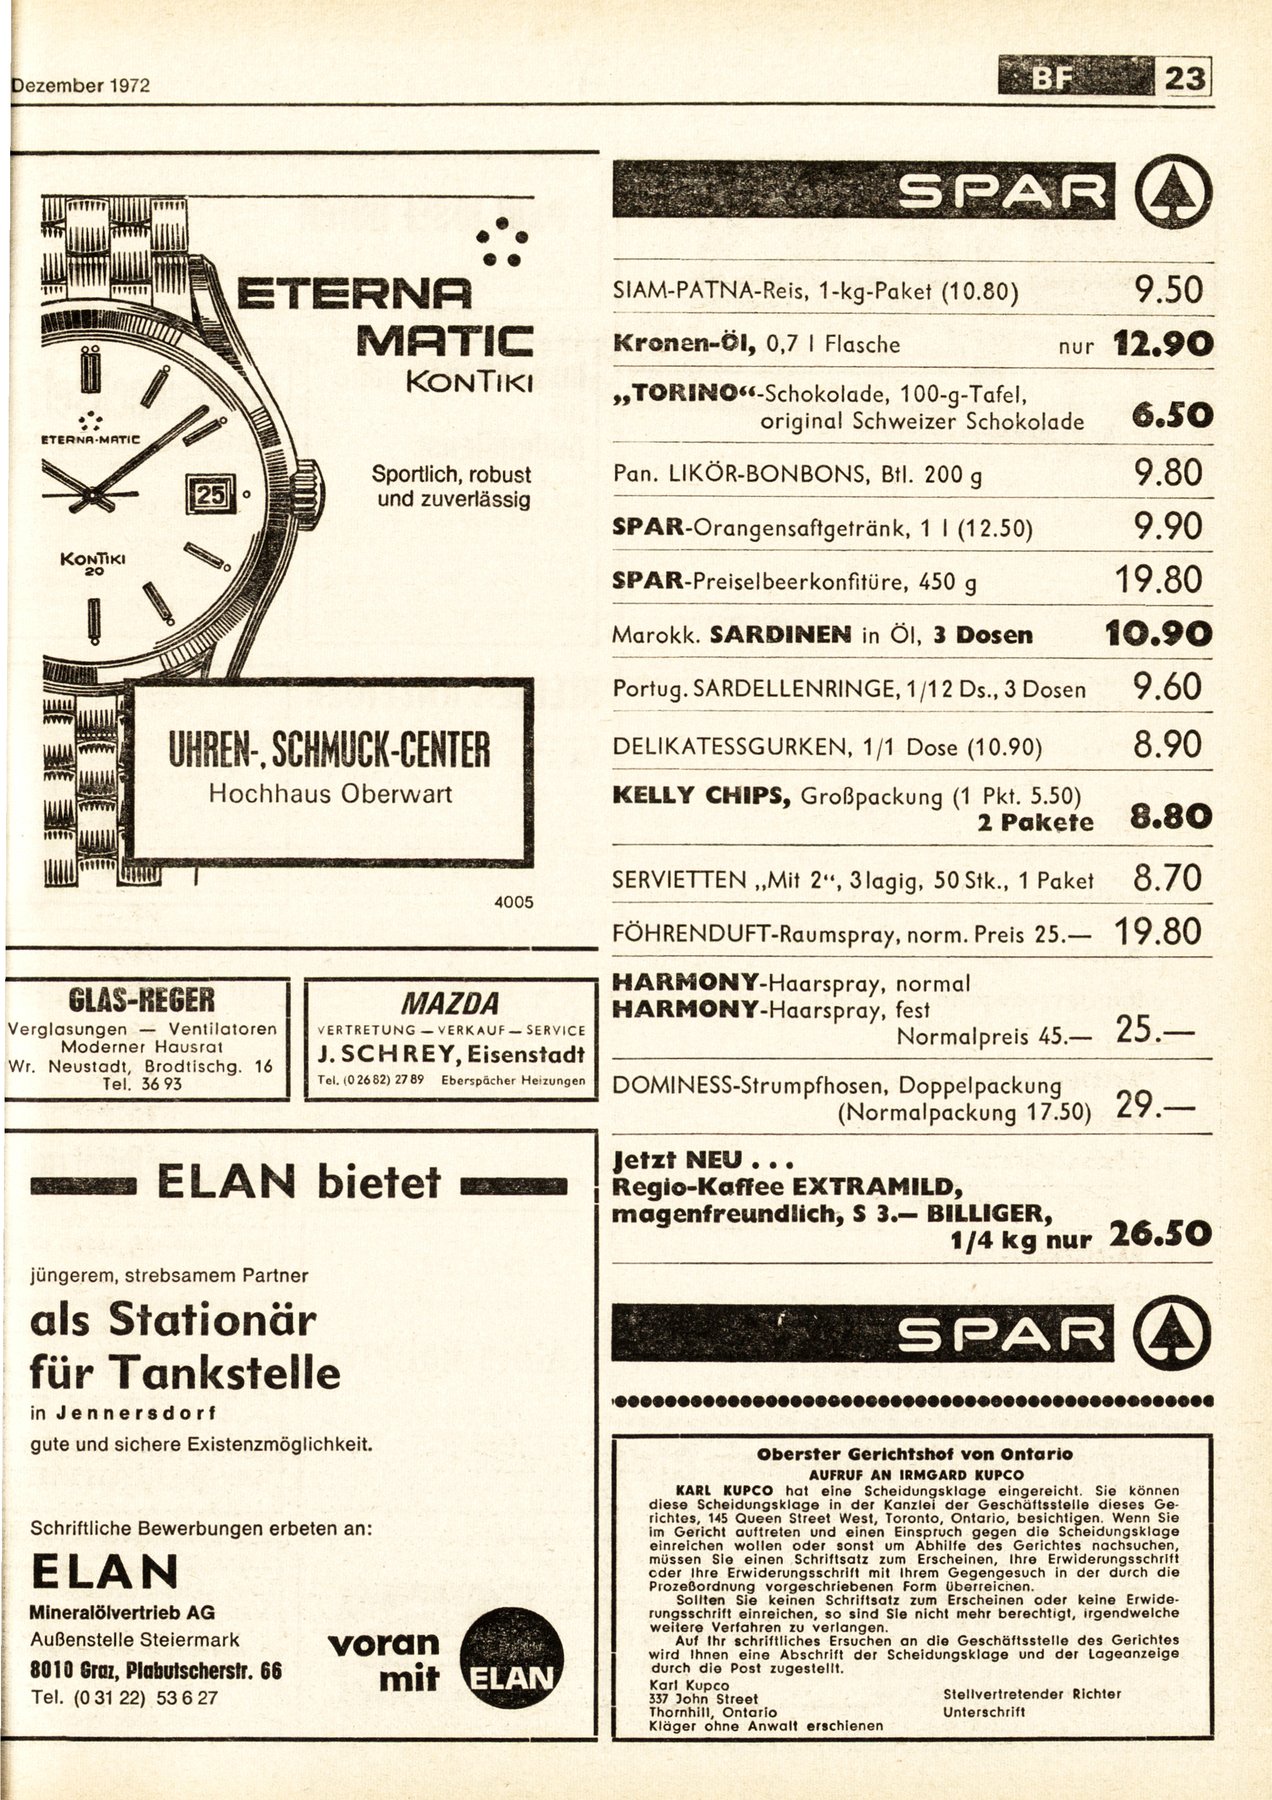 Dezember 1972
BF 23
ETERNA
MATIC
KONTIKI
ETERNA·MATIC
25
KONTIKI
20
Sportlich, robust
und zuverlässig
UHREN-, SCHMUCK-CENTER
Hochhaus Oberwart
4005
GLAS-REGER
Verglasungen — Ventilatoren
Moderner Hausrat
Wr. Neustadt, Brodtischg. 16
Tel. 36 93
MAZDA
VERTRETUNG — VERKAUF — SERVICE
J. SCHREY, Eisenstadt
Tel. (0 26 82) 27 89 Eberspächer Heizungen
ELAN bietet
jüngerem, strebsamem Partner
als Stationär
für Tankstelle
in Jennersdorf
gute und sichere Existenzmöglichkeit.
Schriftliche Bewerbungen erbeten an:
ELAN
Mineralölvertrieb AG
Außenstelle Steiermark
8010 Graz, Plabutscherstr. 66
Tel. (0 31 22) 53 6 27
voran
mit
ELAN
SPAR
SIAM-PATNA-Reis, 1-kg-Paket (10.80) 9.50
Kronen-Öl, 0,7 l Flasche nur 12.90
„TORINO“-Schokolade, 100-g-Tafel,
original Schweizer Schokolade 6.50
Pan. LIKÖR-BONBONS, Btl. 200 g 9.80
SPAR-Orangensaftgetränk, 1 l (12.50) 9.90
SPAR-Preiselbeerkonfitüre, 450 g 19.80
Marokk. SARDINEN in Öl, 3 Dosen 10.90
Portug. SARDELLENRINGE, 1/12 Ds., 3 Dosen 9.60
DELIKATESSGURKEN, 1/1 Dose (10.90) 8.90
KELLY CHIPS, Großpackung (1 Pkt. 5.50)
2 Pakete 8.80
SERVIETTEN „Mit 2“, 3lagig, 50 Stk., 1 Paket 8.70
FÖHRENDUFT-Raumspray, norm. Preis 25.— 19.80
HARMONY-Haarspray, normal
HARMONY-Haarspray, fest
Normalpreis 45.— 25.—
DOMINESS-Strumpfhosen, Doppelpackung
(Normalpackung 17.50) 29.—
Jetzt NEU . . .
Regio-Kaffee EXTRAMILD,
magenfreundlich, S 3.— BILLIGER,
1/4 kg nur 26.50
SPAR
Oberster Gerichtshof von Ontario
AUFRUF AN IRMGARD KUPCO
KARL KUPCO hat eine Scheidungsklage eingereicht. Sie können
diese Scheidungsklage in der Kanzlei der Geschäftsstelle dieses Ge-
richtes, 145 Queen Street West, Toronto, Ontario, besichtigen. Wenn Sie
im Gericht auftreten und einen Einspruch gegen die Scheidungsklage
einreichen wollen oder sonst um Abhilfe des Gerichtes nachsuchen,
müssen Sie einen Schriftsatz zum Erscheinen, Ihre Erwiderungsschrift
oder Ihre Erwiderungsschrift mit Ihrem Gegengesuch in der durch die
Prozeßordnung vorgeschriebenen Form überreichen.
Sollten Sie keinen Schriftsatz zum Erscheinen oder keine Erwide-
rungsschrift einreichen, so sind Sie nicht mehr berechtigt, irgendwelche
weitere Verfahren zu verlangen.
Auf Ihr schriftliches Ersuchen an die Geschäftsstelle des Gerichtes
wird Ihnen eine Abschrift der Scheidungsklage und der Lageanzeige
durch die Post zugestellt.
Karl Kupco
337 John Street
Thornhill, Ontario
Kläger ohne Anwalt erschienen
Stellvertretender Richter
Unterschrift